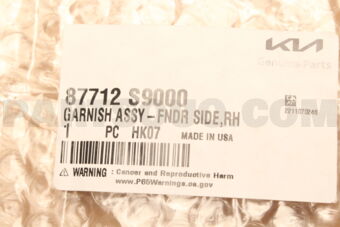 KIA
Genuine Parts
87712 S9000
GARNISH ASSY-FNDR SIDE,RH
1 PC HK07 MADE IN USA
⚠ WARNING : Cancer and Reproductive Harm
www.P65Warnings.ca.gov